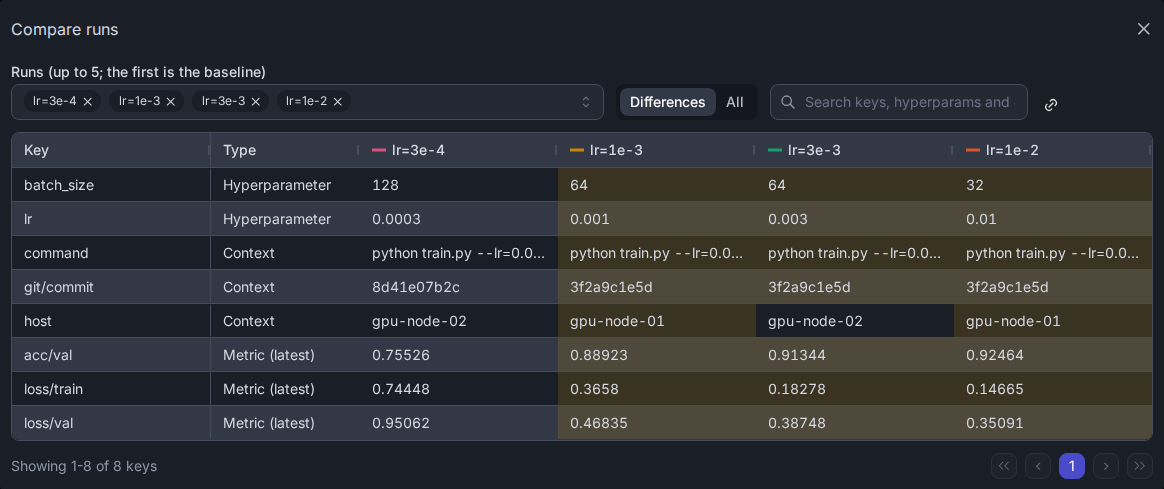 Compare runs
Runs (up to 5; the first is the baseline)
lr=3e-4 lr=1e-3 lr=3e-3 lr=1e-2 Differences All Search keys, hyperparams and
Key Type lr=3e-4 lr=1e-3 lr=3e-3 lr=1e-2
batch_size Hyperparameter 128 64 64 32
lr Hyperparameter 0.0003 0.001 0.003 0.01
command Context python train.py --lr=0.0... python train.py --lr=0.0... python train.py --lr=0.0... python train.py --lr=0.0...
git/commit Context 8d41e07b2c 3f2a9c1e5d 3f2a9c1e5d 3f2a9c1e5d
host Context gpu-node-02 gpu-node-01 gpu-node-02 gpu-node-01
acc/val Metric (latest) 0.75526 0.88923 0.91344 0.92464
loss/train Metric (latest) 0.74448 0.3658 0.18278 0.14665
loss/val Metric (latest) 0.95062 0.46835 0.38748 0.35091
Showing 1-8 of 8 keys 1